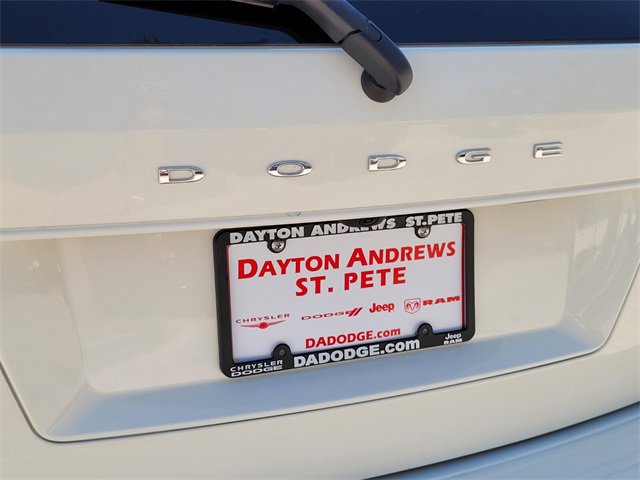 DODGE
DAYTON ANDREWS ST.PETE
DAYTON ANDREWS
ST. PETE
CHRYSLER DODGE Jeep RAM
DADODGE.com
CHRYSLER
DODGE
DADODGE.com
Jeep
RAM